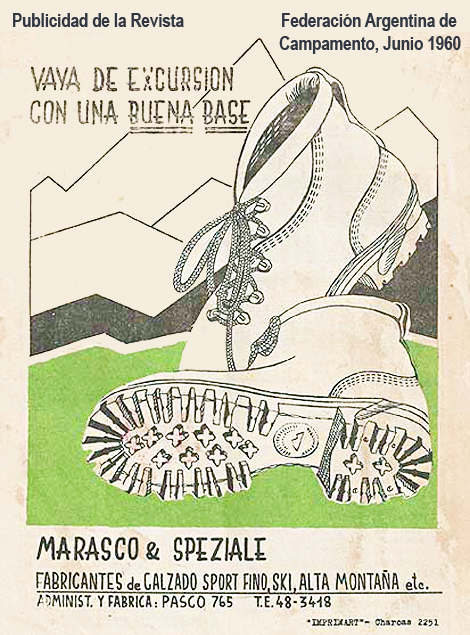 Publicidad de la Revista
Federación Argentina de
Campamento, Junio 1960
VAYA DE EXCURSION
CON UNA BUENA BASE
MARASCO & SPEZIALE
FABRICANTES de CALZADO SPORT FINO, SKI, ALTA MONTAÑA etc.
ADMINIST. Y FABRICA: PASCO 765 T.E. 48-3418
"IMPRIMART"- Charcas 2251